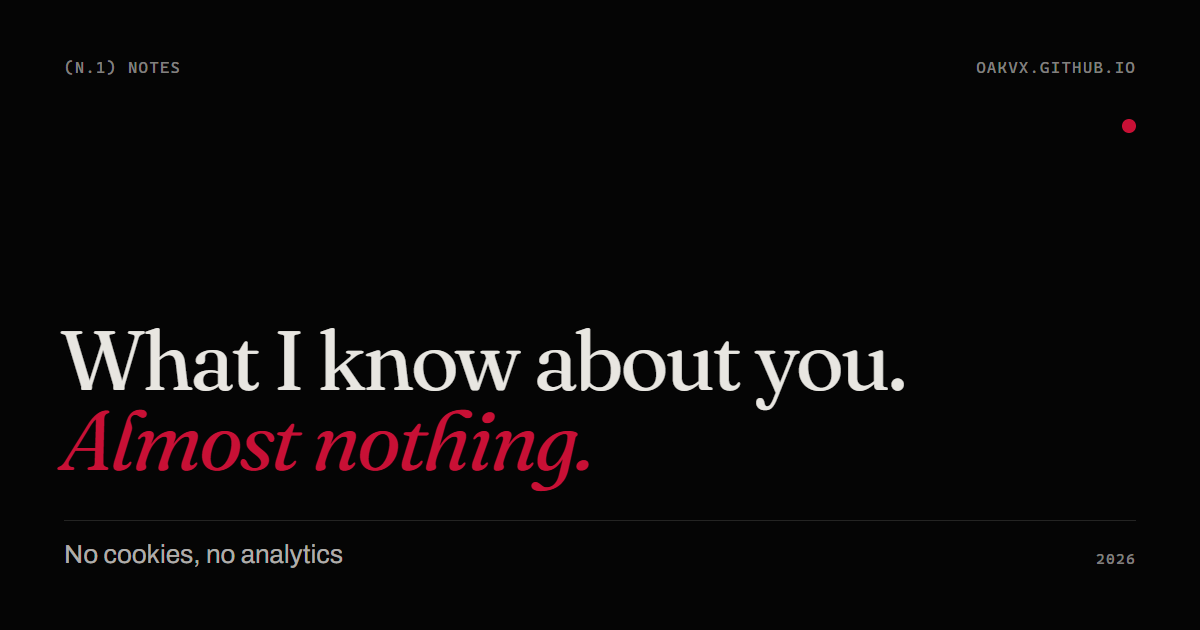 (N.1) NOTES
OAKVX.GITHUB.IO
What I know about you.
Almost nothing.
No cookies, no analytics
2026